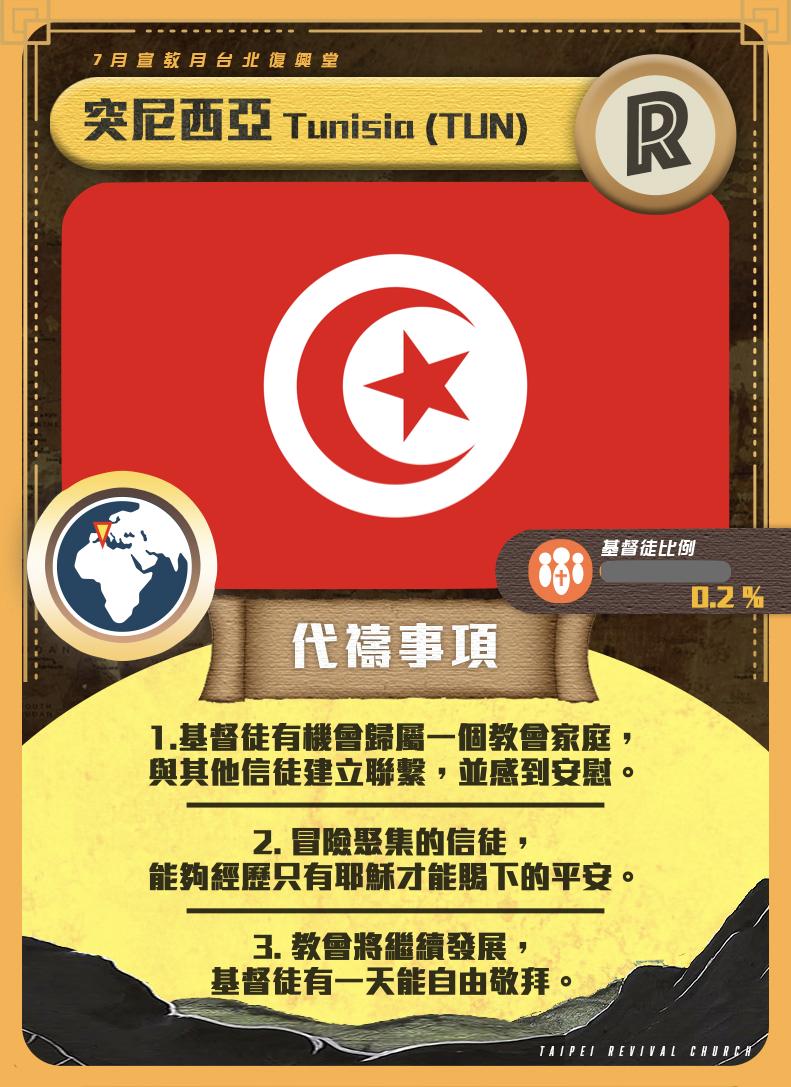 7月宣教月台北復興堂
突尼西亞 Tunisia (TUN)
R
基督徒比例
0.2 %
代禱事項
1.基督徒有機會歸屬一個教會家庭，
與其他信徒建立聯繫，並感到安慰。
2. 冒險聚集的信徒，
能夠經歷只有耶穌才能賜下的平安。
3. 教會將繼續發展，
基督徒有一天能自由敬拜。
TAIPEI REVIVAL CHURCH